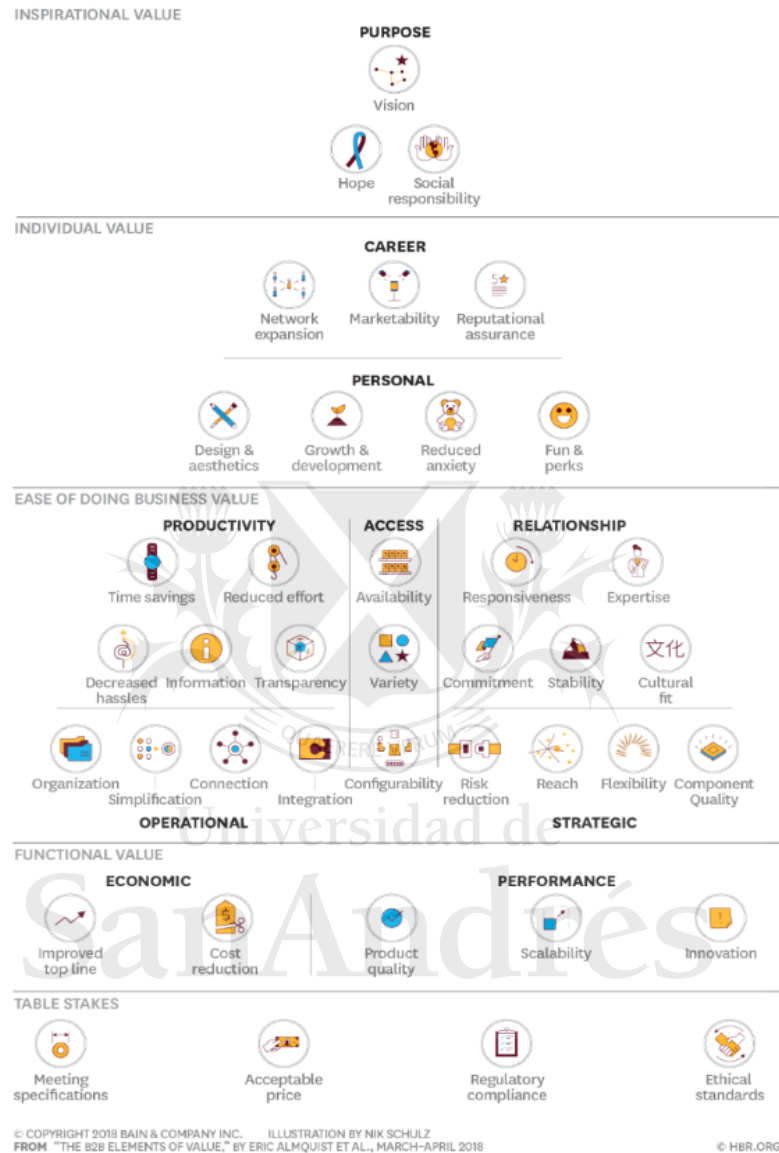 INSPIRATIONAL VALUE
PURPOSE
Vision
Hope
Social
responsibility
INDIVIDUAL VALUE
CAREER
Network
expansion
Marketability
Reputational
assurance
PERSONAL
Design &
aesthetics
Growth &
development
Reduced
anxiety
Fun &
perks
EASE OF DOING BUSINESS VALUE
PRODUCTIVITY
ACCESS
RELATIONSHIP
Time savings
Reduced effort
Availability
Responsiveness
Expertise
Decreased
hassles
Information
Transparency
Variety
Commitment
Stability
文化
Cultural
fit
Organization
Simplification
Connection
Integration
Configurability
Risk
reduction
Reach
Flexibility
Component
Quality
OPERATIONAL
STRATEGIC
Universidad de
SanAndrés
FUNCTIONAL VALUE
ECONOMIC
PERFORMANCE
Improved
top line
Cost
reduction
Product
quality
Scalability
Innovation
TABLE STAKES
Meeting
specifications
Acceptable
price
Regulatory
compliance
Ethical
standards
© COPYRIGHT 2018 BAIN & COMPANY INC. ILLUSTRATION BY NIK SCHULZ
FROM "THE B2B ELEMENTS OF VALUE," BY ERIC ALMQUIST ET AL., MARCH–APRIL 2018
© HBR.ORG